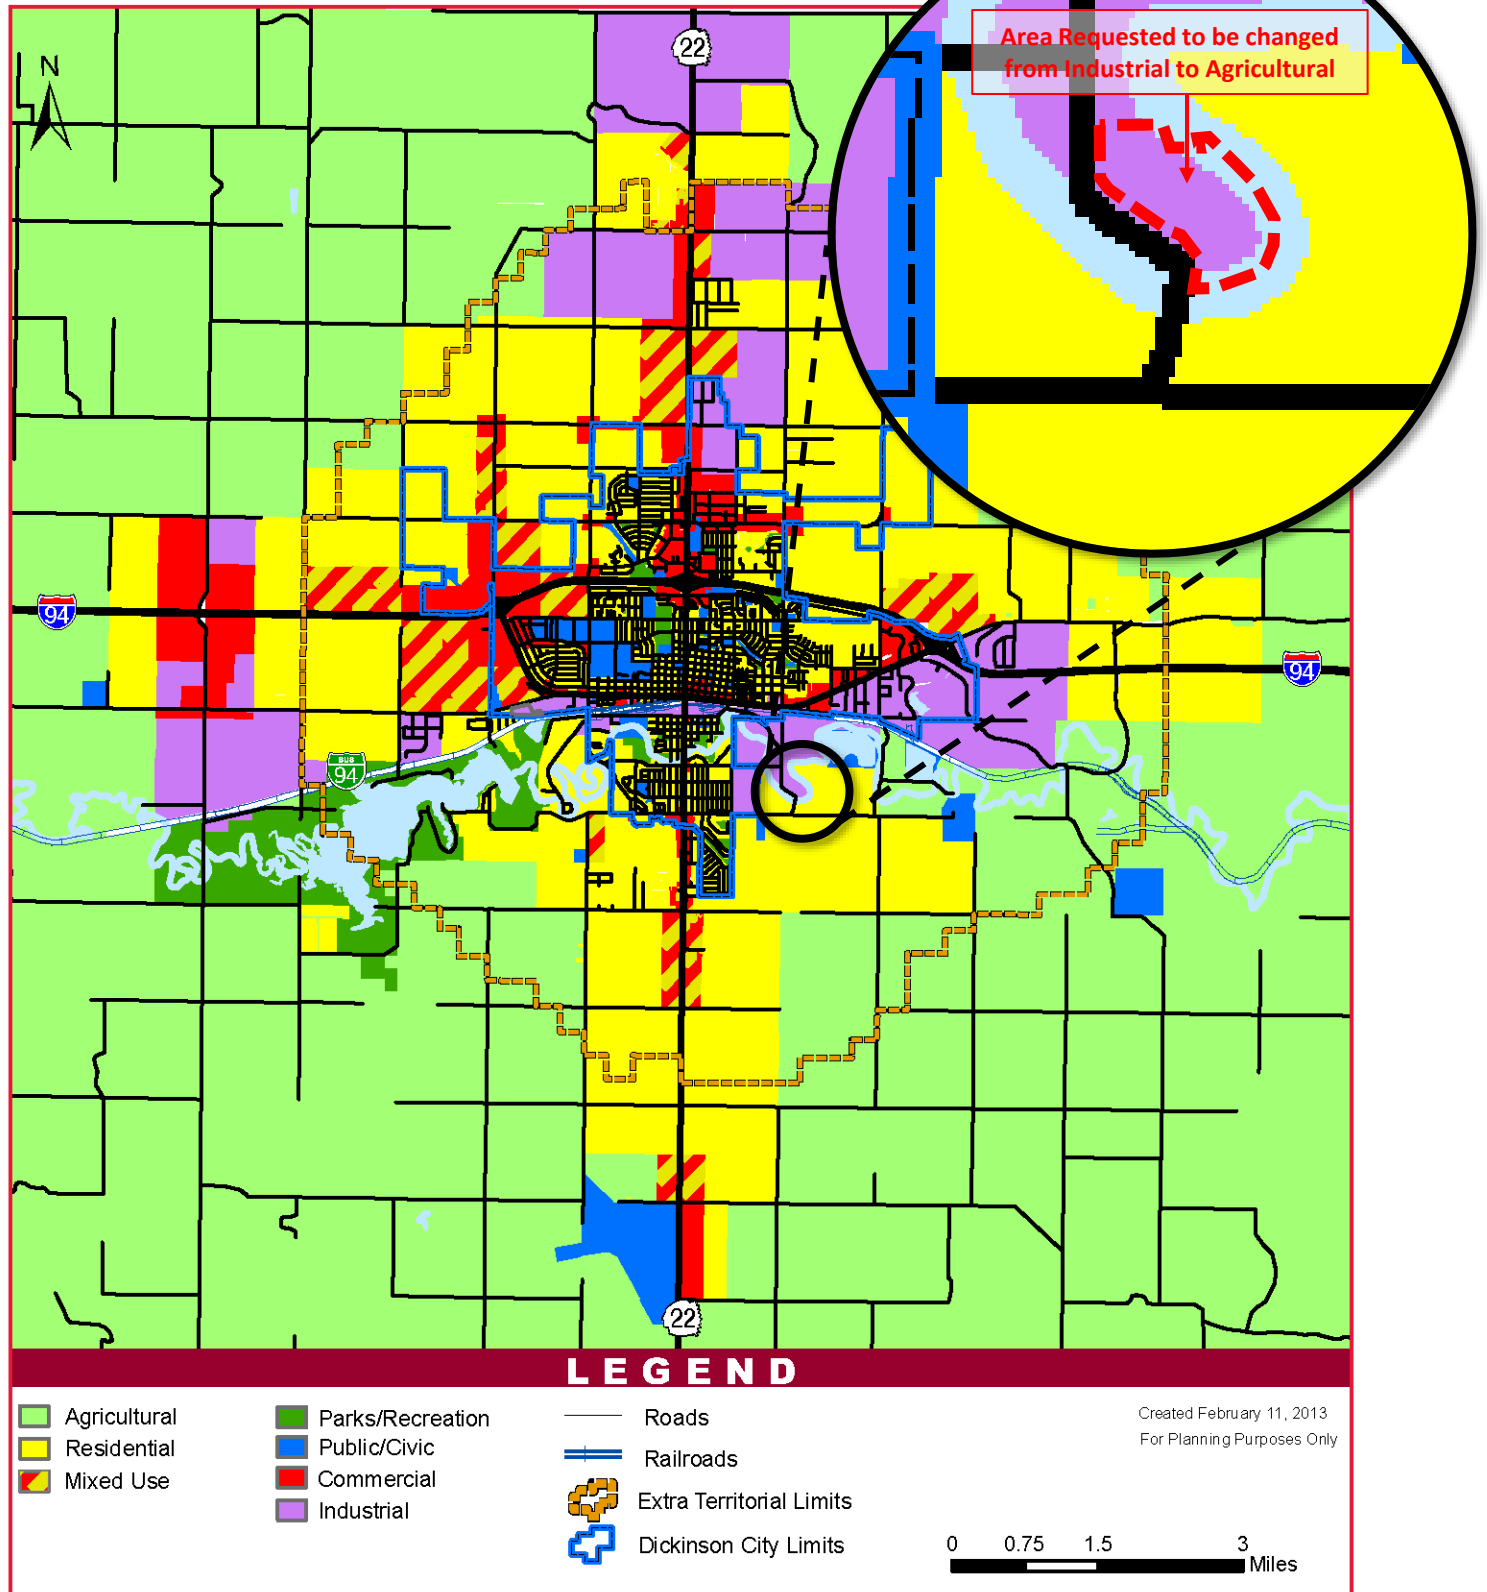 Area Requested to be changed
from Industrial to Agricultural
N
22
94
94
BUS
94
22
LEGEND
Agricultural
Residential
Mixed Use
Parks/Recreation
Public/Civic
Commercial
Industrial
Roads
Railroads
Extra Territorial Limits
Dickinson City Limits
Created February 11, 2013
For Planning Purposes Only
0 0.75 1.5 3
Miles